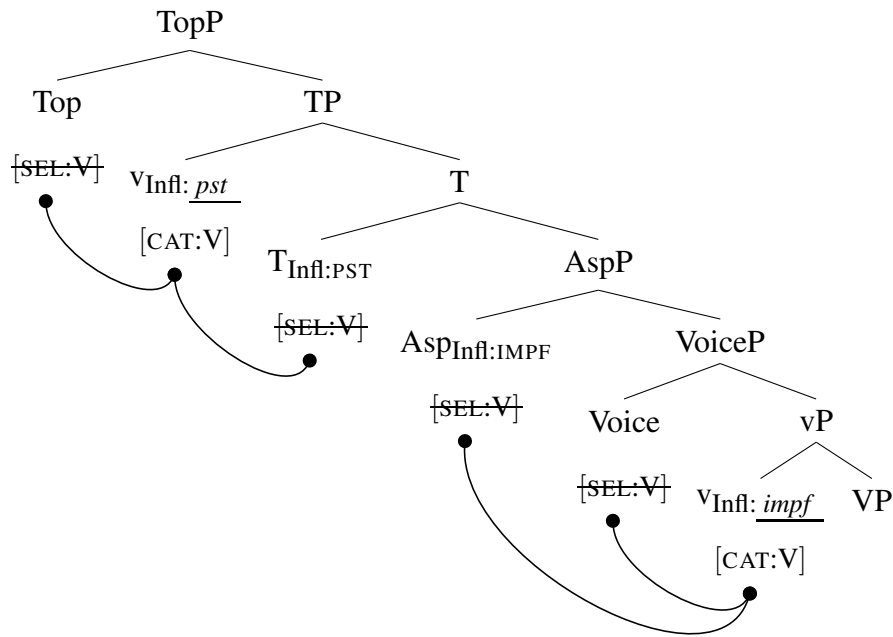 TopP
Top TP
[SEL:V] vInfl: pst T
[CAT:V] TInfl:PST AspP
[SEL:V] AspInfl:IMPF VoiceP
[SEL:V] Voice vP
[SEL:V] vInfl: impf VP
[CAT:V]